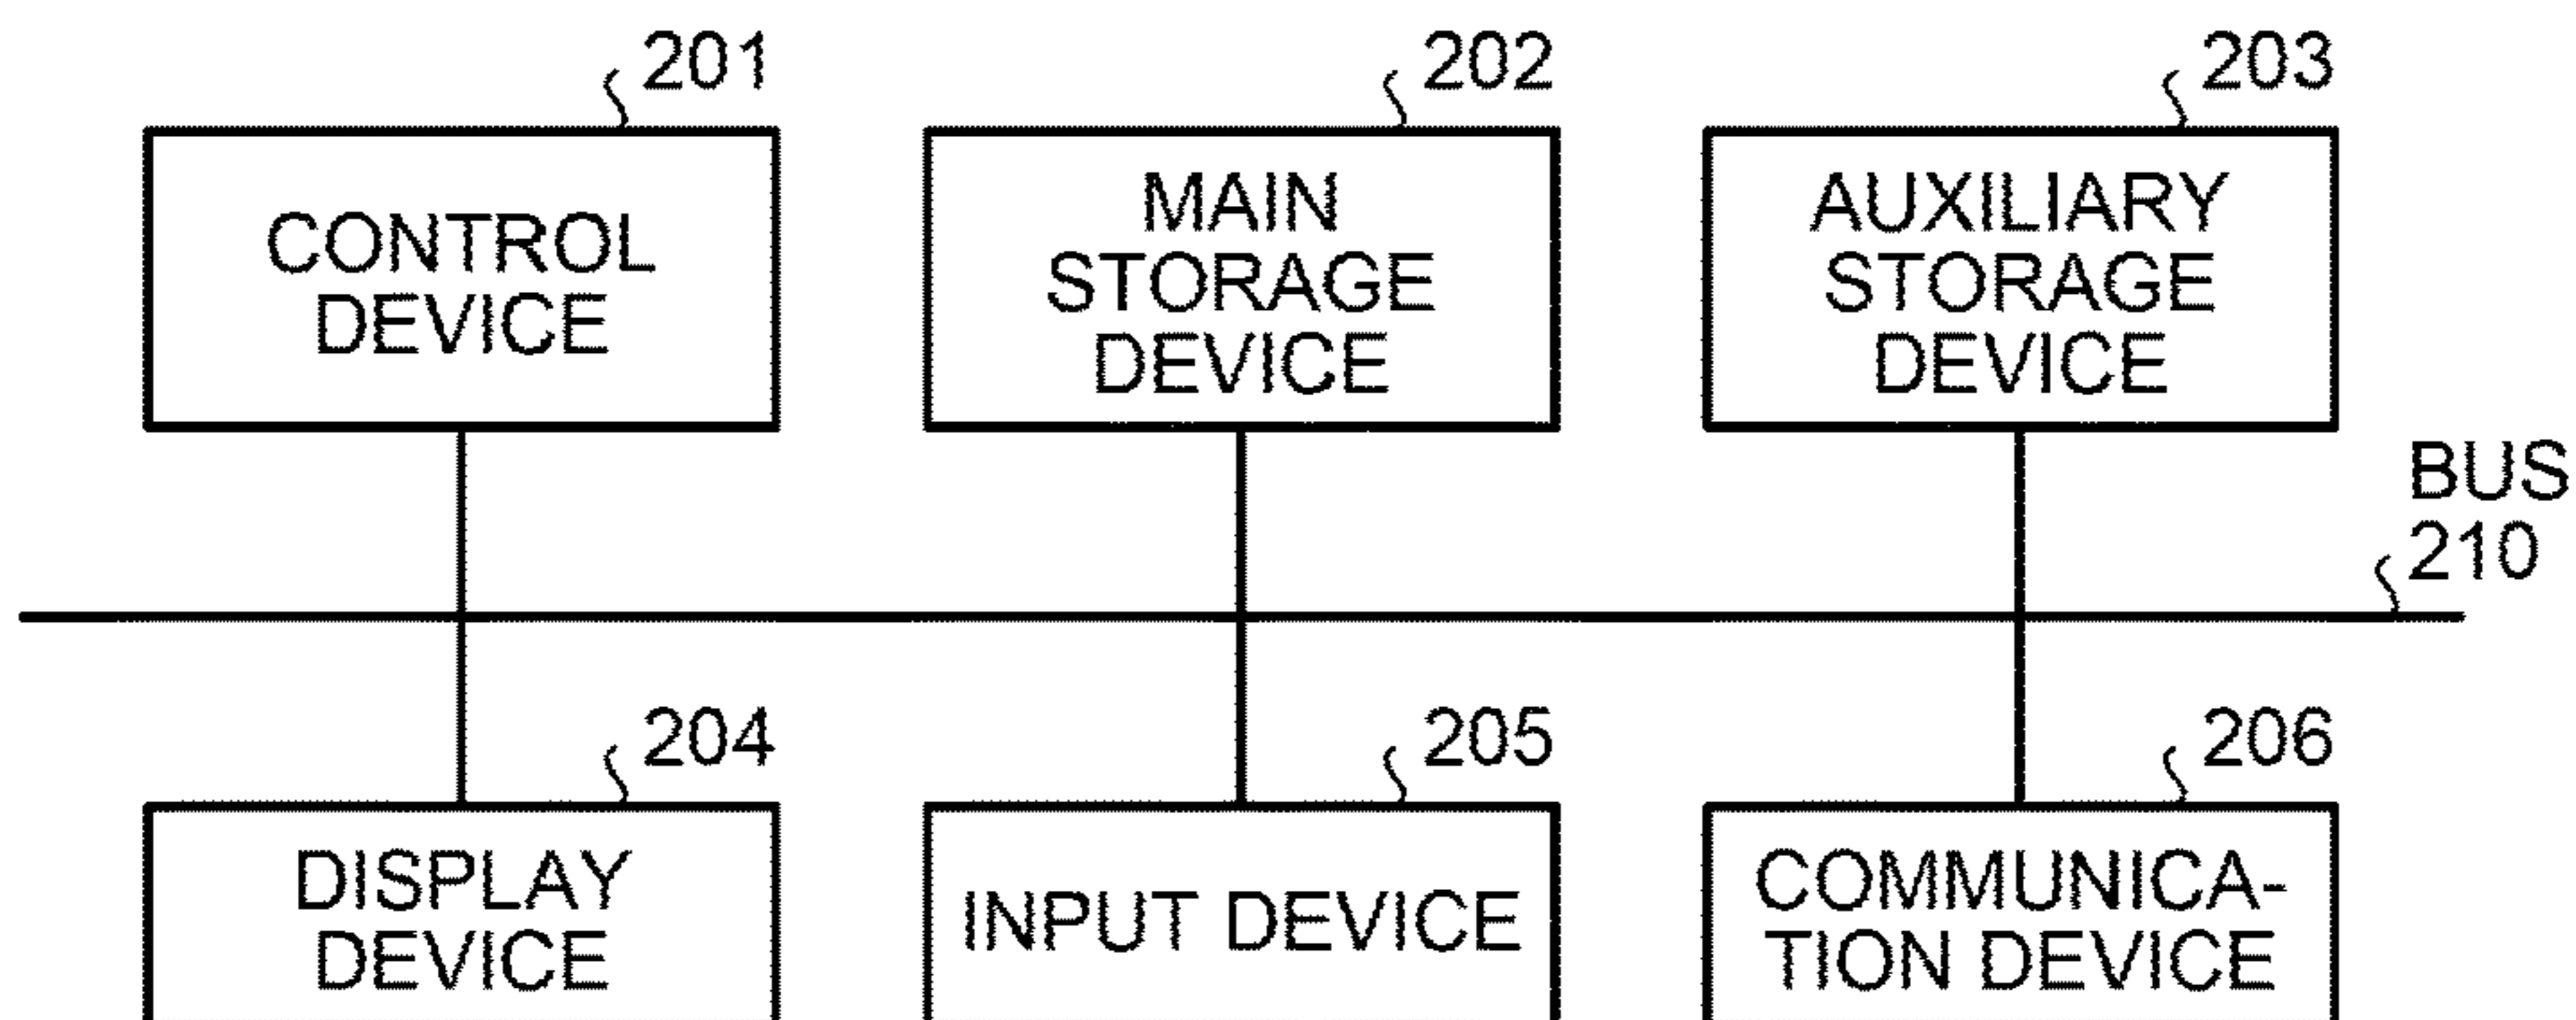 201
CONTROL
DEVICE
202
MAIN
STORAGE
DEVICE
203
AUXILIARY
STORAGE
DEVICE
BUS
210
204
DISPLAY
DEVICE
205
INPUT DEVICE
206
COMMUNICA-
TION DEVICE